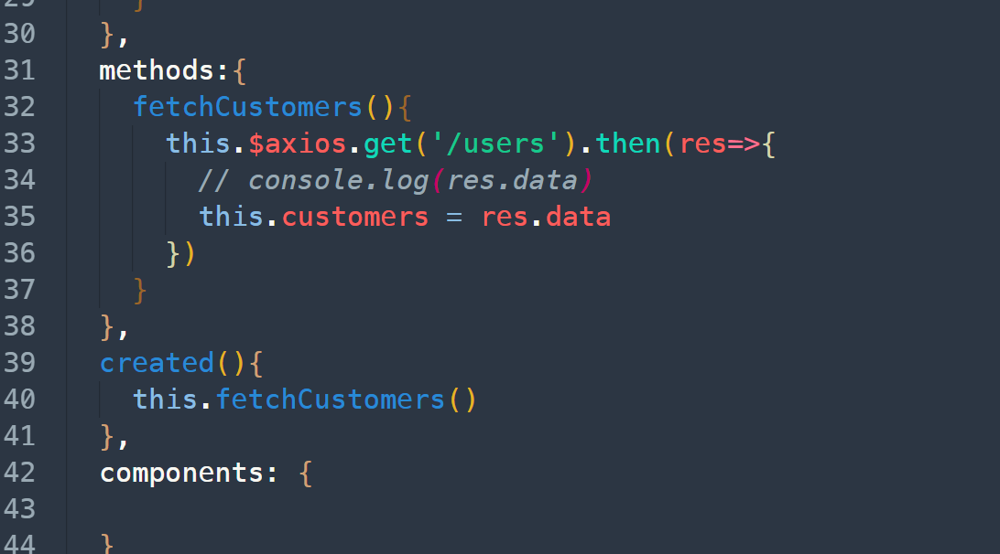 29 }
30 },
31 methods:{
32 fetchCustomers(){
33 this.$axios.get('/users').then(res=>{
34 // console.log(res.data)
35 this.customers = res.data
36 })
37 }
38 },
39 created(){
40 this.fetchCustomers()
41 },
42 components: {
43
44 }